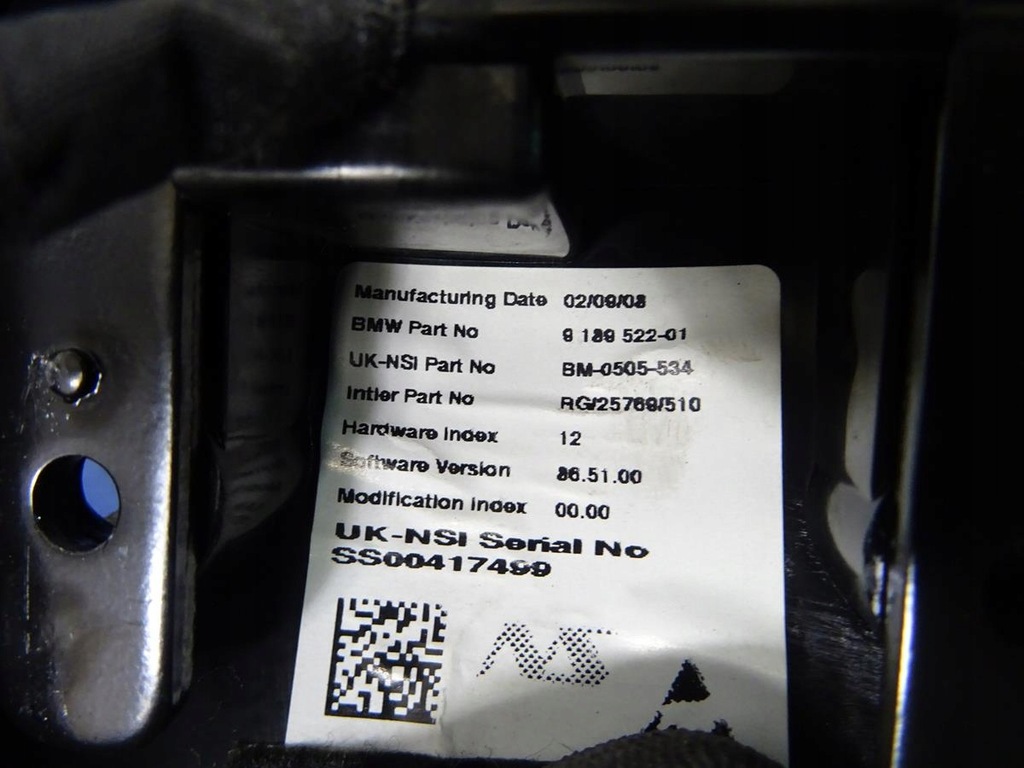 Manufacturing Date 02/09/08
BMW Part No 9 189 522-01
UK-NSI Part No BM-0505-534
Intier Part No RG/25769/510
Hardware Index 12
Software Version 86.51.00
Modification Index 00.00
UK-NSI Serial No
SS00417499